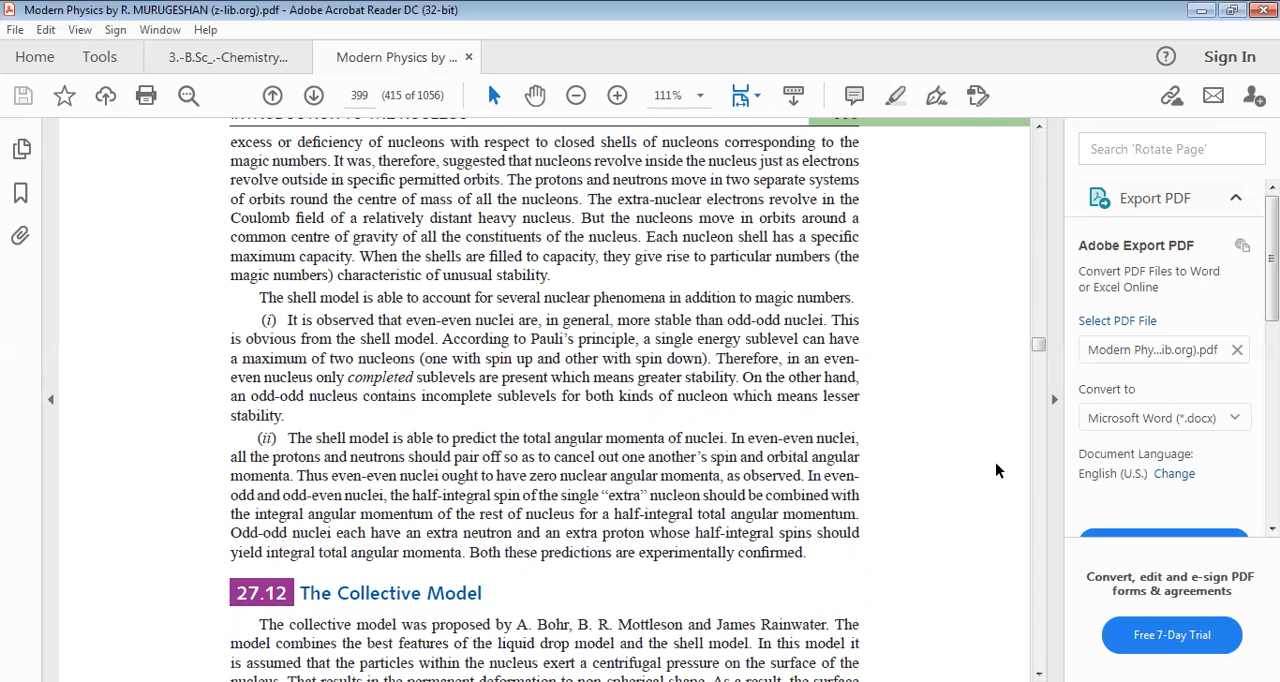 Modern Physics by R. MURUGESHAN (z-lib.org).pdf - Adobe Acrobat Reader DC (32-bit)
File Edit View Sign Window Help
Home Tools 3.-B.Sc_.-Chemistry... Modern Physics by ... × Sign In
399 (415 of 1056) 111%
INTRODUCTION TO THE NUCLEUS
excess or deficiency of nucleons with respect to closed shells of nucleons corresponding to the
magic numbers. It was, therefore, suggested that nucleons revolve inside the nucleus just as electrons
revolve outside in specific permitted orbits. The protons and neutrons move in two separate systems
of orbits round the centre of mass of all the nucleons. The extra-nuclear electrons revolve in the
Coulomb field of a relatively distant heavy nucleus. But the nucleons move in orbits around a
common centre of gravity of all the constituents of the nucleus. Each nucleon shell has a specific
maximum capacity. When the shells are filled to capacity, they give rise to particular numbers (the
magic numbers) characteristic of unusual stability.
The shell model is able to account for several nuclear phenomena in addition to magic numbers.
(i) It is observed that even-even nuclei are, in general, more stable than odd-odd nuclei. This
is obvious from the shell model. According to Pauli's principle, a single energy sublevel can have
a maximum of two nucleons (one with spin up and other with spin down). Therefore, in an even-
even nucleus only completed sublevels are present which means greater stability. On the other hand,
an odd-odd nucleus contains incomplete sublevels for both kinds of nucleon which means lesser
stability.
(ii) The shell model is able to predict the total angular momenta of nuclei. In even-even nuclei,
all the protons and neutrons should pair off so as to cancel out one another's spin and orbital angular
momenta. Thus even-even nuclei ought to have zero nuclear angular momenta, as observed. In even-
odd and odd-even nuclei, the half-integral spin of the single "extra" nucleon should be combined with
the integral angular momentum of the rest of nucleus for a half-integral total angular momentum.
Odd-odd nuclei each have an extra neutron and an extra proton whose half-integral spins should
yield integral total angular momenta. Both these predictions are experimentally confirmed.
27.12 The Collective Model
The collective model was proposed by A. Bohr, B. R. Mottleson and James Rainwater. The
model combines the best features of the liquid drop model and the shell model. In this model it
is assumed that the particles within the nucleus exert a centrifugal pressure on the surface of the
nucleus. That results in the permanent deformation to non-spherical shape. As a result, the surface
Search 'Rotate Page'
Export PDF
Adobe Export PDF
Convert PDF Files to Word
or Excel Online
Select PDF File
Modern Phy...ib.org).pdf
Convert to
Microsoft Word (*.docx)
Document Language:
English (U.S.) Change
Convert, edit and e-sign PDF
forms & agreements
Free 7-Day Trial